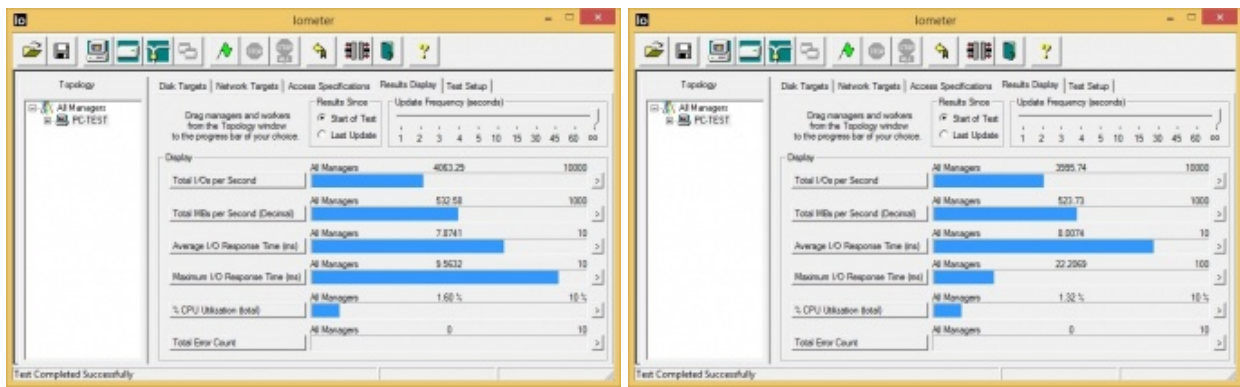 Iometer
Topology
All Managers
PC-TEST
Disk Targets | Network Targets | Access Specifications | Results Display | Test Setup
Drag managers and workers
from the Topology window
to the progress bar of your choice.
Results Since
Start of Test
Last Update
Update Frequency (seconds)
1 2 3 4 5 10 15 30 45 60 ∞
Display
All Managers 4063.29 10000
Total I/Os per Second
All Managers 532.58 1000
Total MBs per Second (Decimal)
All Managers 7.8741 10
Average I/O Response Time (ms)
All Managers 9.5632 10
Maximum I/O Response Time (ms)
All Managers 1.60 % 10 %
% CPU Utilization (total)
All Managers 0 10
Total Error Count
Test Completed Successfully
Iometer
Topology
All Managers
PC-TEST
Disk Targets | Network Targets | Access Specifications | Results Display | Test Setup
Drag managers and workers
from the Topology window
to the progress bar of your choice.
Results Since
Start of Test
Last Update
Update Frequency (seconds)
1 2 3 4 5 10 15 30 45 60 ∞
Display
All Managers 3995.74 10000
Total I/Os per Second
All Managers 523.73 1000
Total MBs per Second (Decimal)
All Managers 8.0074 10
Average I/O Response Time (ms)
All Managers 22.2069 100
Maximum I/O Response Time (ms)
All Managers 1.32 % 10 %
% CPU Utilization (total)
All Managers 0 10
Total Error Count
Test Completed Successfully